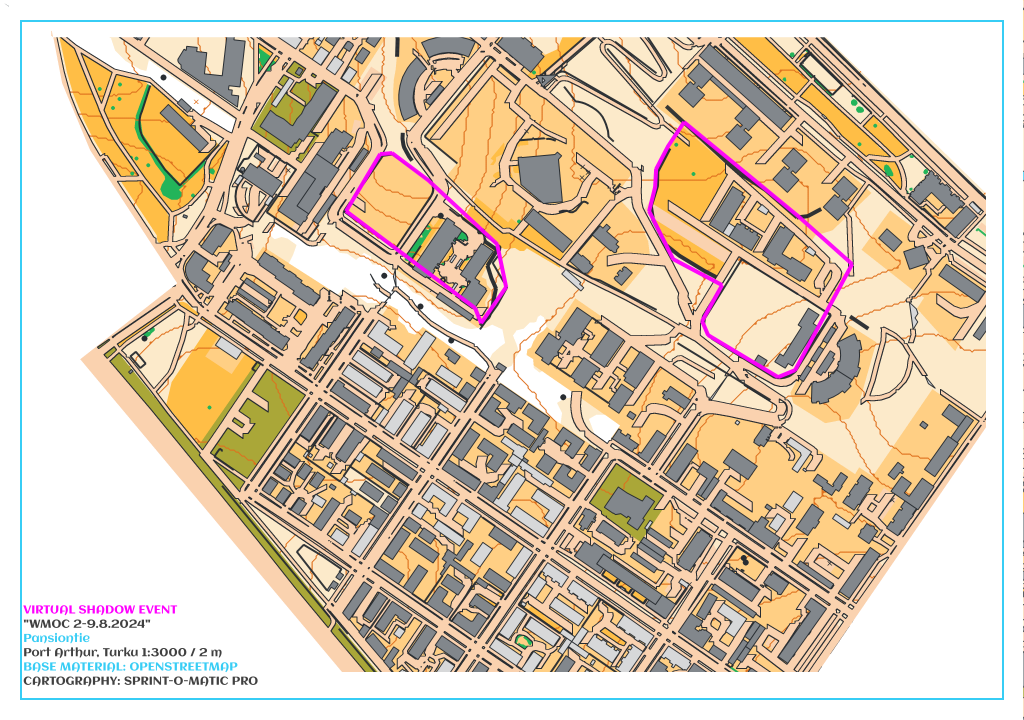 VIRTUAL SHADOW EVENT
"WMOC 2-9.8.2024"
Pansiontie
Port Arthur, Turku 1:3000 / 2 m
BASE MATERIAL: OPENSTREETMAP
CARTOGRAPHY: SPRINT-O-MATIC PRO